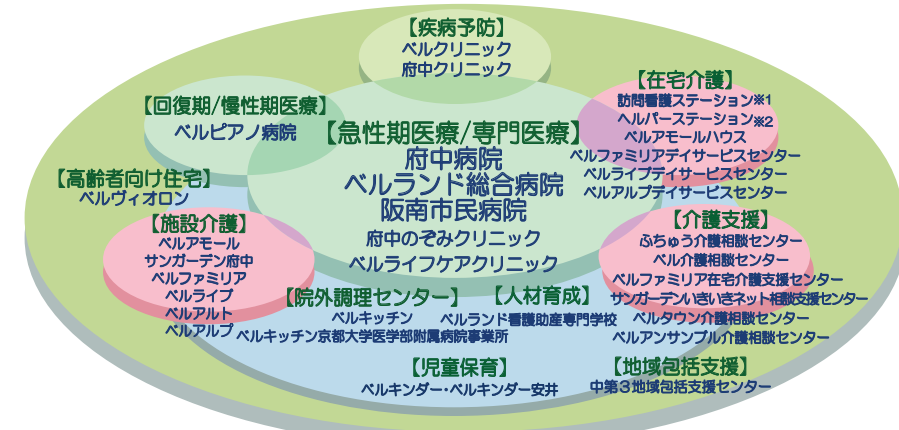 【疾病予防】
ベルクリニック
府中クリニック
【回復期/慢性期医療】
ベルピアノ病院
【急性期医療/専門医療】
府中病院
ベルランド総合病院
阪南市民病院
府中のぞみクリニック
ベルライフケアクリニック
【在宅介護】
訪問看護ステーション※1
ヘルパーステーション※2
ベルアモールハウス
ベルファミリアデイサービスセンター
ベルライブデイサービスセンター
ベルアルプデイサービスセンター
【高齢者向け住宅】
ベルヴィオロン
【施設介護】
ベルアモール
サンガーデン府中
ベルファミリア
ベルライブ
ベルアルト
ベルアルプ
【介護支援】
ふちゅう介護相談センター
ベル介護相談センター
ベルファミリア在宅介護支援センター
サンガーデンいきいきネット相談支援センター
ベルタウン介護相談センター
ベルアンサンブル介護相談センター
【院外調理センター】
ベルキッチン
ベルキッチン京都大学医学部附属病院事業所
【人材育成】
ベルランド看護助産専門学校
【児童保育】
ベルキンダー・ベルキンダー安井
【地域包括支援】
中第3地域包括支援センター